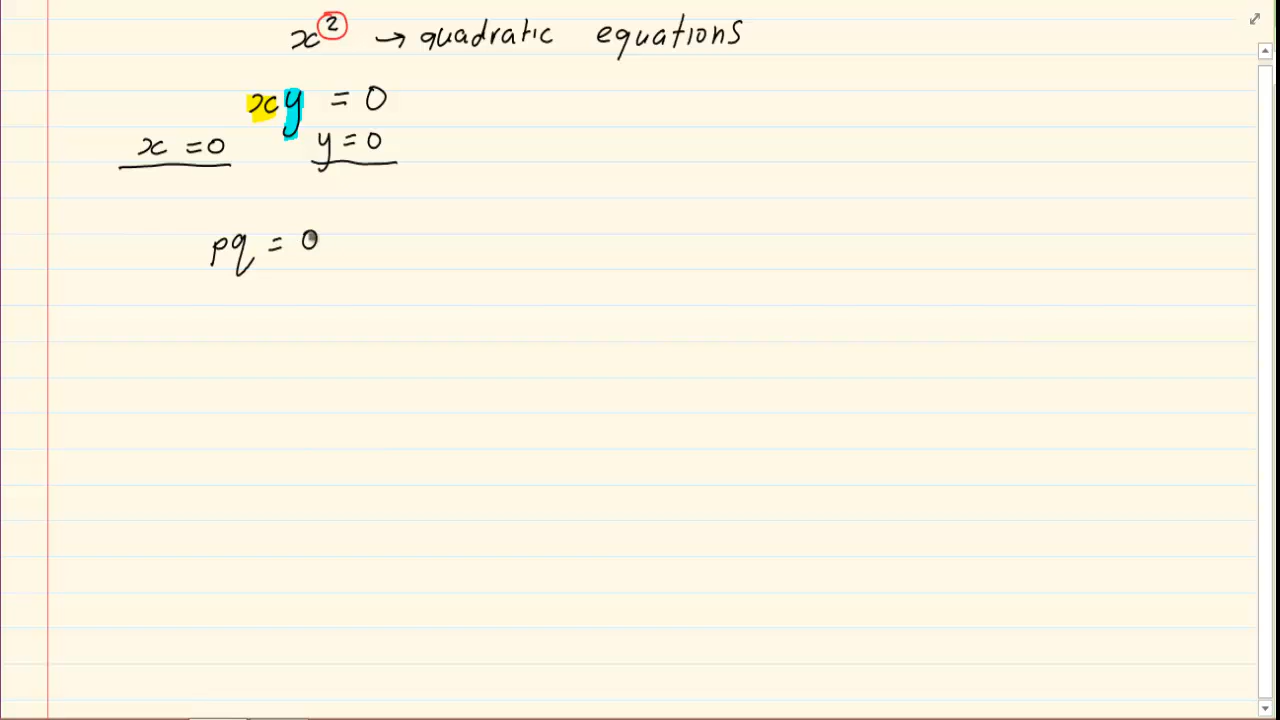 x² → quadratic equations
xy = 0
x = 0 y = 0
pq = 0